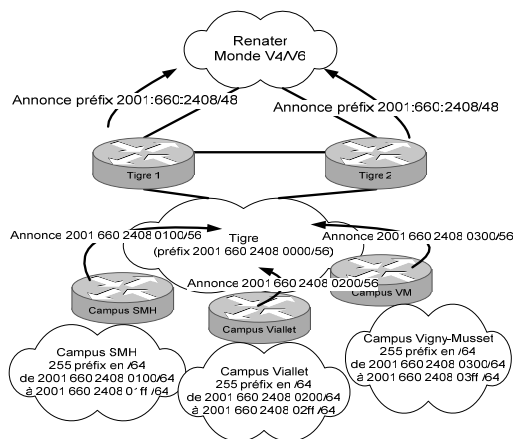 Renater
Monde V4/V6
Annonce préfix 2001:660:2408/48
Annonce préfix 2001:660:2408/48
Tigre 1
Tigre 2
Annonce 2001 660 2408 0100/56
Tigre
(préfix 2001 660 2408 0000/56)
Annonce 2001 660 2408 0300/56
Annonce 2001 660 2408 0200/56
Campus SMH
Campus Viallet
Campus VM
Campus SMH
255 préfix en /64
de 2001 660 2408 0100/64
à 2001 660 2408 01ff /64
Campus Viallet
255 préfix en /64
de 2001 660 2408 0200/64
à 2001 660 2408 02ff /64
Campus Vigny-Musset
255 préfix en /64
de 2001 660 2408 0300/64
à 2001 660 2408 03ff /64